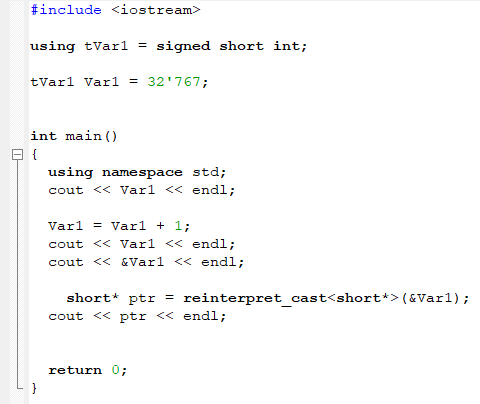 #include <iostream>
using tVar1 = signed short int;
tVar1 Var1 = 32'767;
int main()
{
using namespace std;
cout << Var1 << endl;
Var1 = Var1 + 1;
cout << Var1 << endl;
cout << &Var1 << endl;
short* ptr = reinterpret_cast<short*>(&Var1);
cout << ptr << endl;
return 0;
}